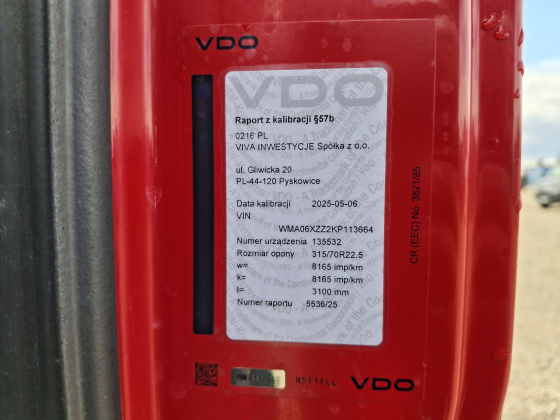 VDO
VDO
Raport z kalibracji §57b
0216 PL
VIVA INWESTYCJE Spółka z o.o.
ul. Gliwicka 20
PL-44-120 Pyskowice
Data kalibracji 2025-05-06
VIN
WMA06XZZ2KP113664
Numer urządzenia 135532
Rozmiar opony 315/70R22.5
w= 8165 imp/km
k= 8165 imp/km
l= 3100 mm
Numer raportu 5536/25
CR (EEC) No. 3821/85
VDO